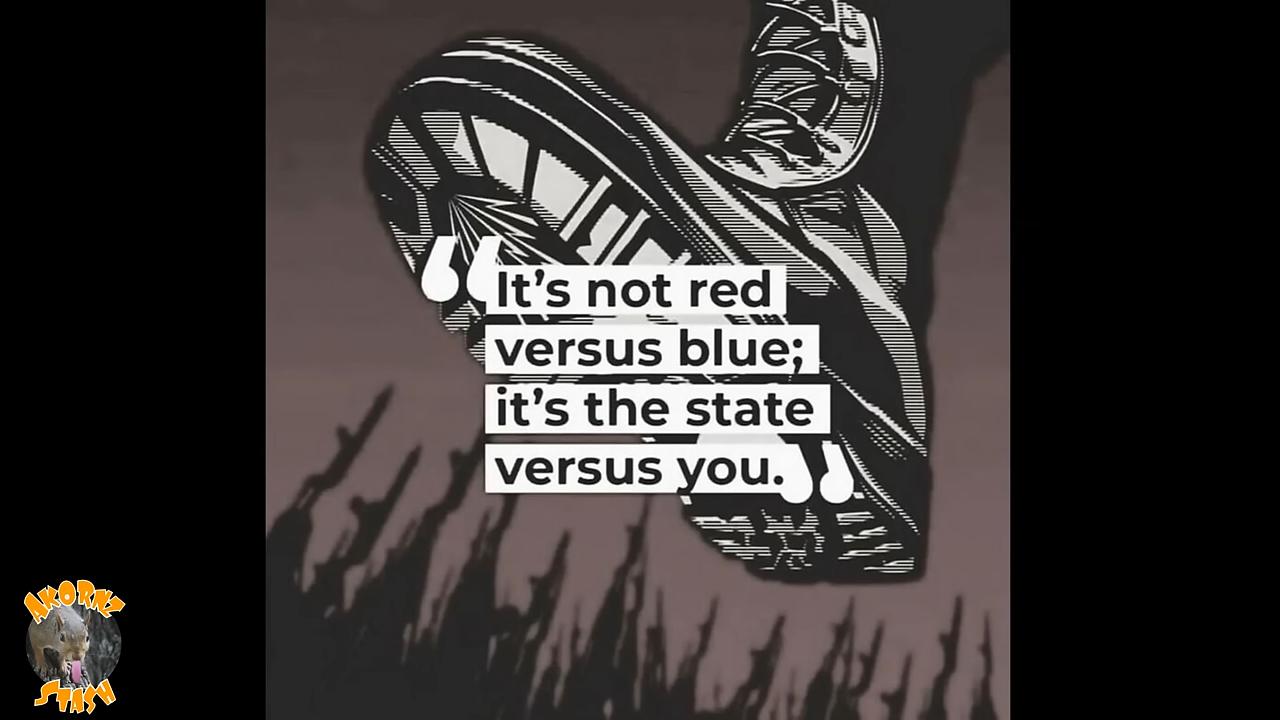 “It’s not red
versus blue;
it’s the state
versus you.”
AKORNZ
STASH